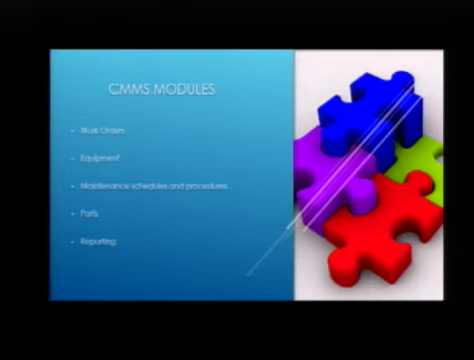 CMMS MODULES
- Work Orders
- Equipment
- Maintenance schedules and procedures
- Parts
- Reporting